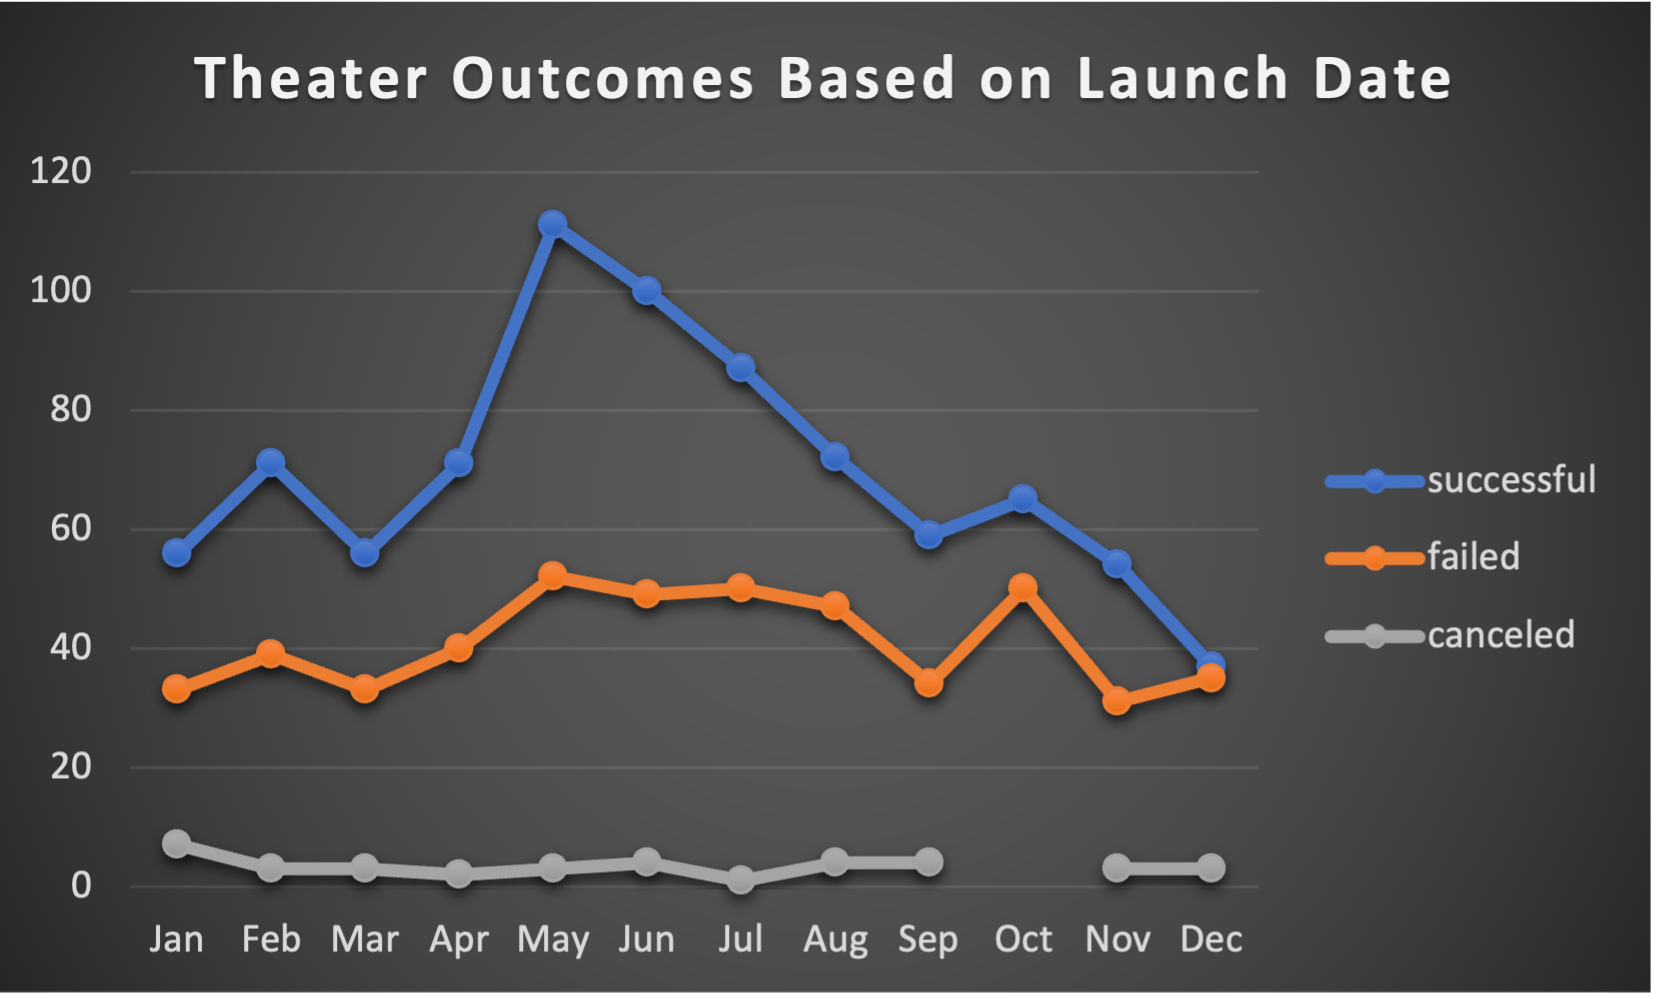 Theater Outcomes Based on Launch Date
120
100
80
60
40
20
0
Jan Feb Mar Apr May Jun Jul Aug Sep Oct Nov Dec
successful
failed
canceled